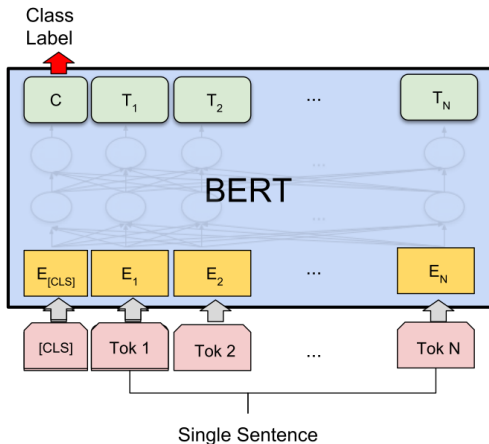 Class
Label
C T1 T2 ... TN
...
BERT
...
E[CLS] E1 E2 ... EN
[CLS] Tok 1 Tok 2 ... Tok N
Single Sentence